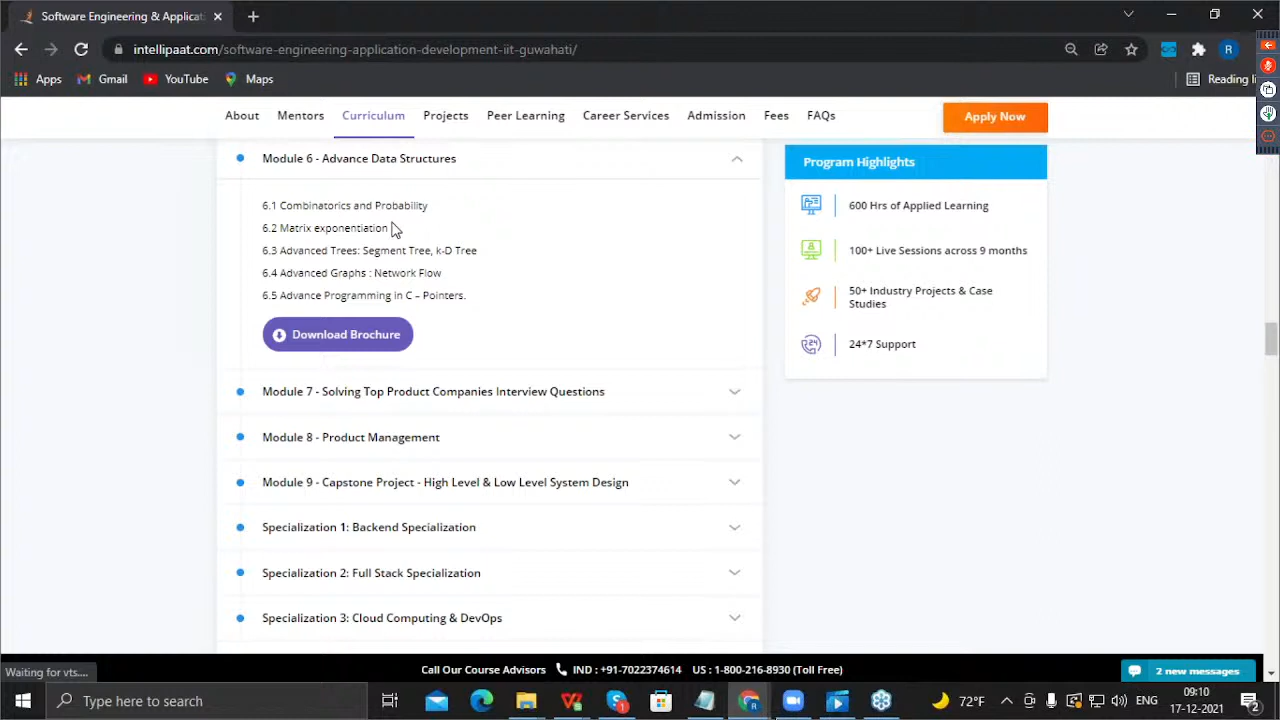 Software Engineering & Applicati
intellipaat.com/software-engineering-application-development-iit-guwahati/
R
Apps Gmail YouTube Maps Reading li
About Mentors Curriculum Projects Peer Learning Career Services Admission Fees FAQs Apply Now
Module 6 - Advance Data Structures
6.1 Combinatorics and Probability
6.2 Matrix exponentiation
6.3 Advanced Trees: Segment Tree, k-D Tree
6.4 Advanced Graphs : Network Flow
6.5 Advance Programming in C – Pointers.
Download Brochure
Module 7 - Solving Top Product Companies Interview Questions
Module 8 - Product Management
Module 9 - Capstone Project - High Level & Low Level System Design
Specialization 1: Backend Specialization
Specialization 2: Full Stack Specialization
Specialization 3: Cloud Computing & DevOps
Program Highlights
600 Hrs of Applied Learning
100+ Live Sessions across 9 months
50+ Industry Projects & Case
Studies
24
24*7 Support
Waiting for vts....
Call Our Course Advisors IND : +91-7022374614 US : 1-800-216-8930 (Toll Free)
2 new messages
Type here to search
72°F
ENG
09:10
17-12-2021
2